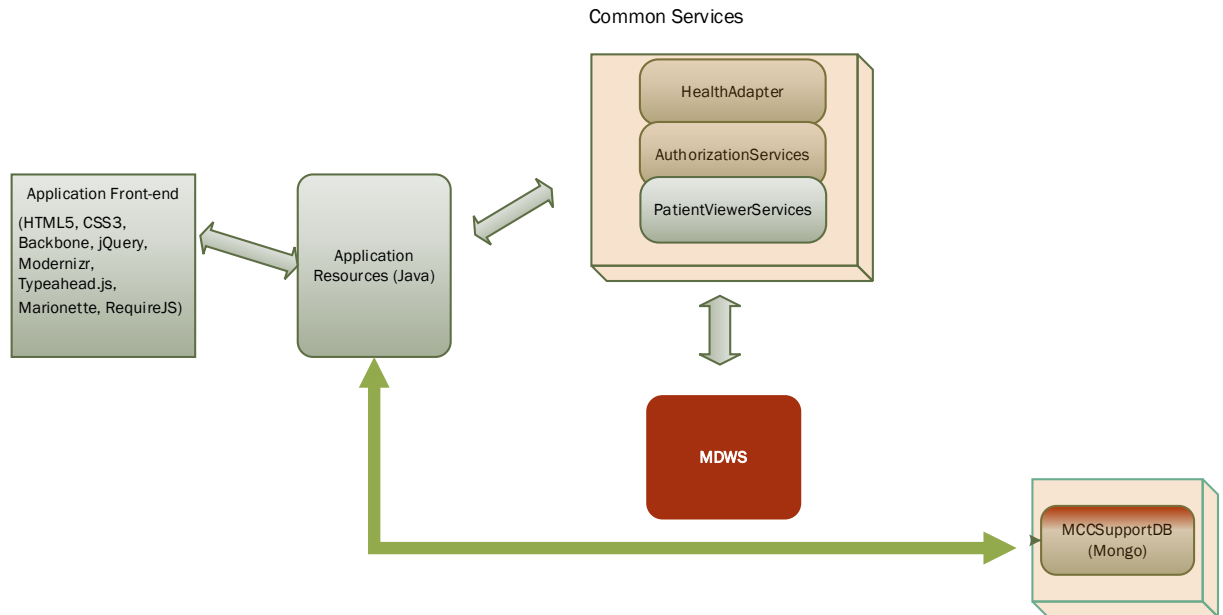 Common Services
HealthAdapter
AuthorizationServices
PatientViewerServices
Application Front-end
(HTML5, CSS3,
Backbone, jQuery,
Modernizr,
Typeahead.js,
Marionette, RequireJS)
Application
Resources (Java)
MDWS
MCCSupportDB
(Mongo)